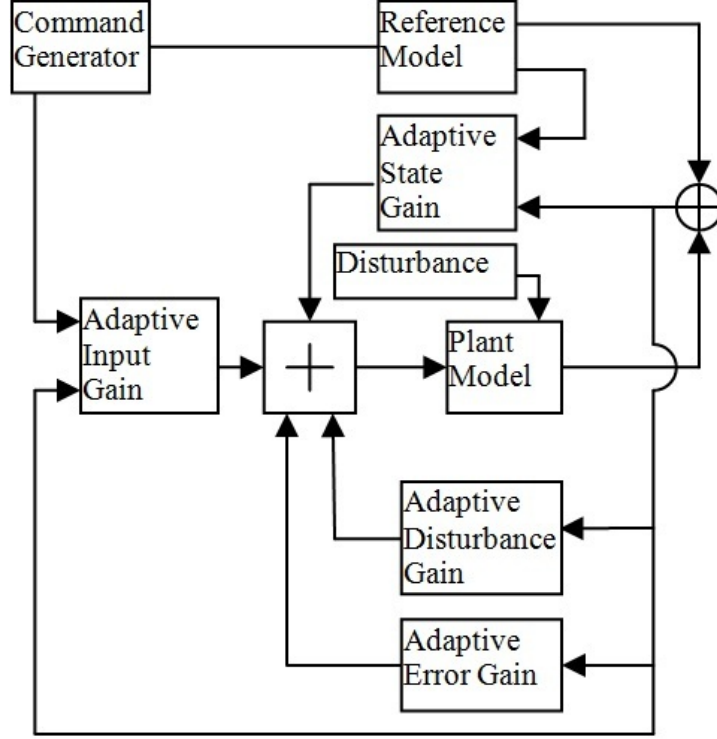 Command
Generator
Reference
Model
Adaptive
State
Gain
Disturbance
Adaptive
Input
Gain
Plant
Model
Adaptive
Disturbance
Gain
Adaptive
Error Gain